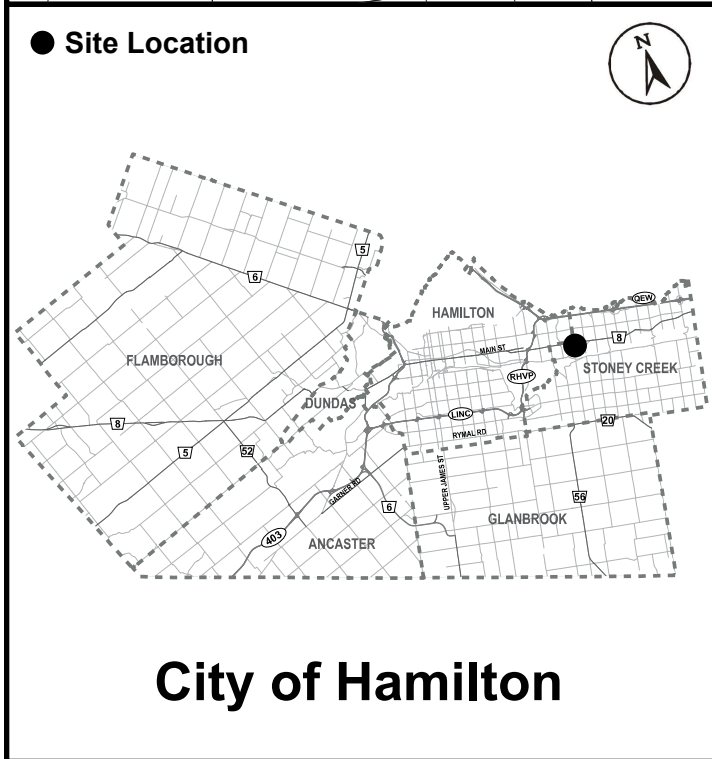 Site Location
N
5
6
HAMILTON
QEW
8
MAIN ST
FLAMBOROUGH
STONEY CREEK
RHVP
DUNDAS
LINC
8
20
RYMAL RD
5
52
UPPER JAMES ST
GARNER RD
56
6
GLANBROOK
403
ANCASTER
City of Hamilton